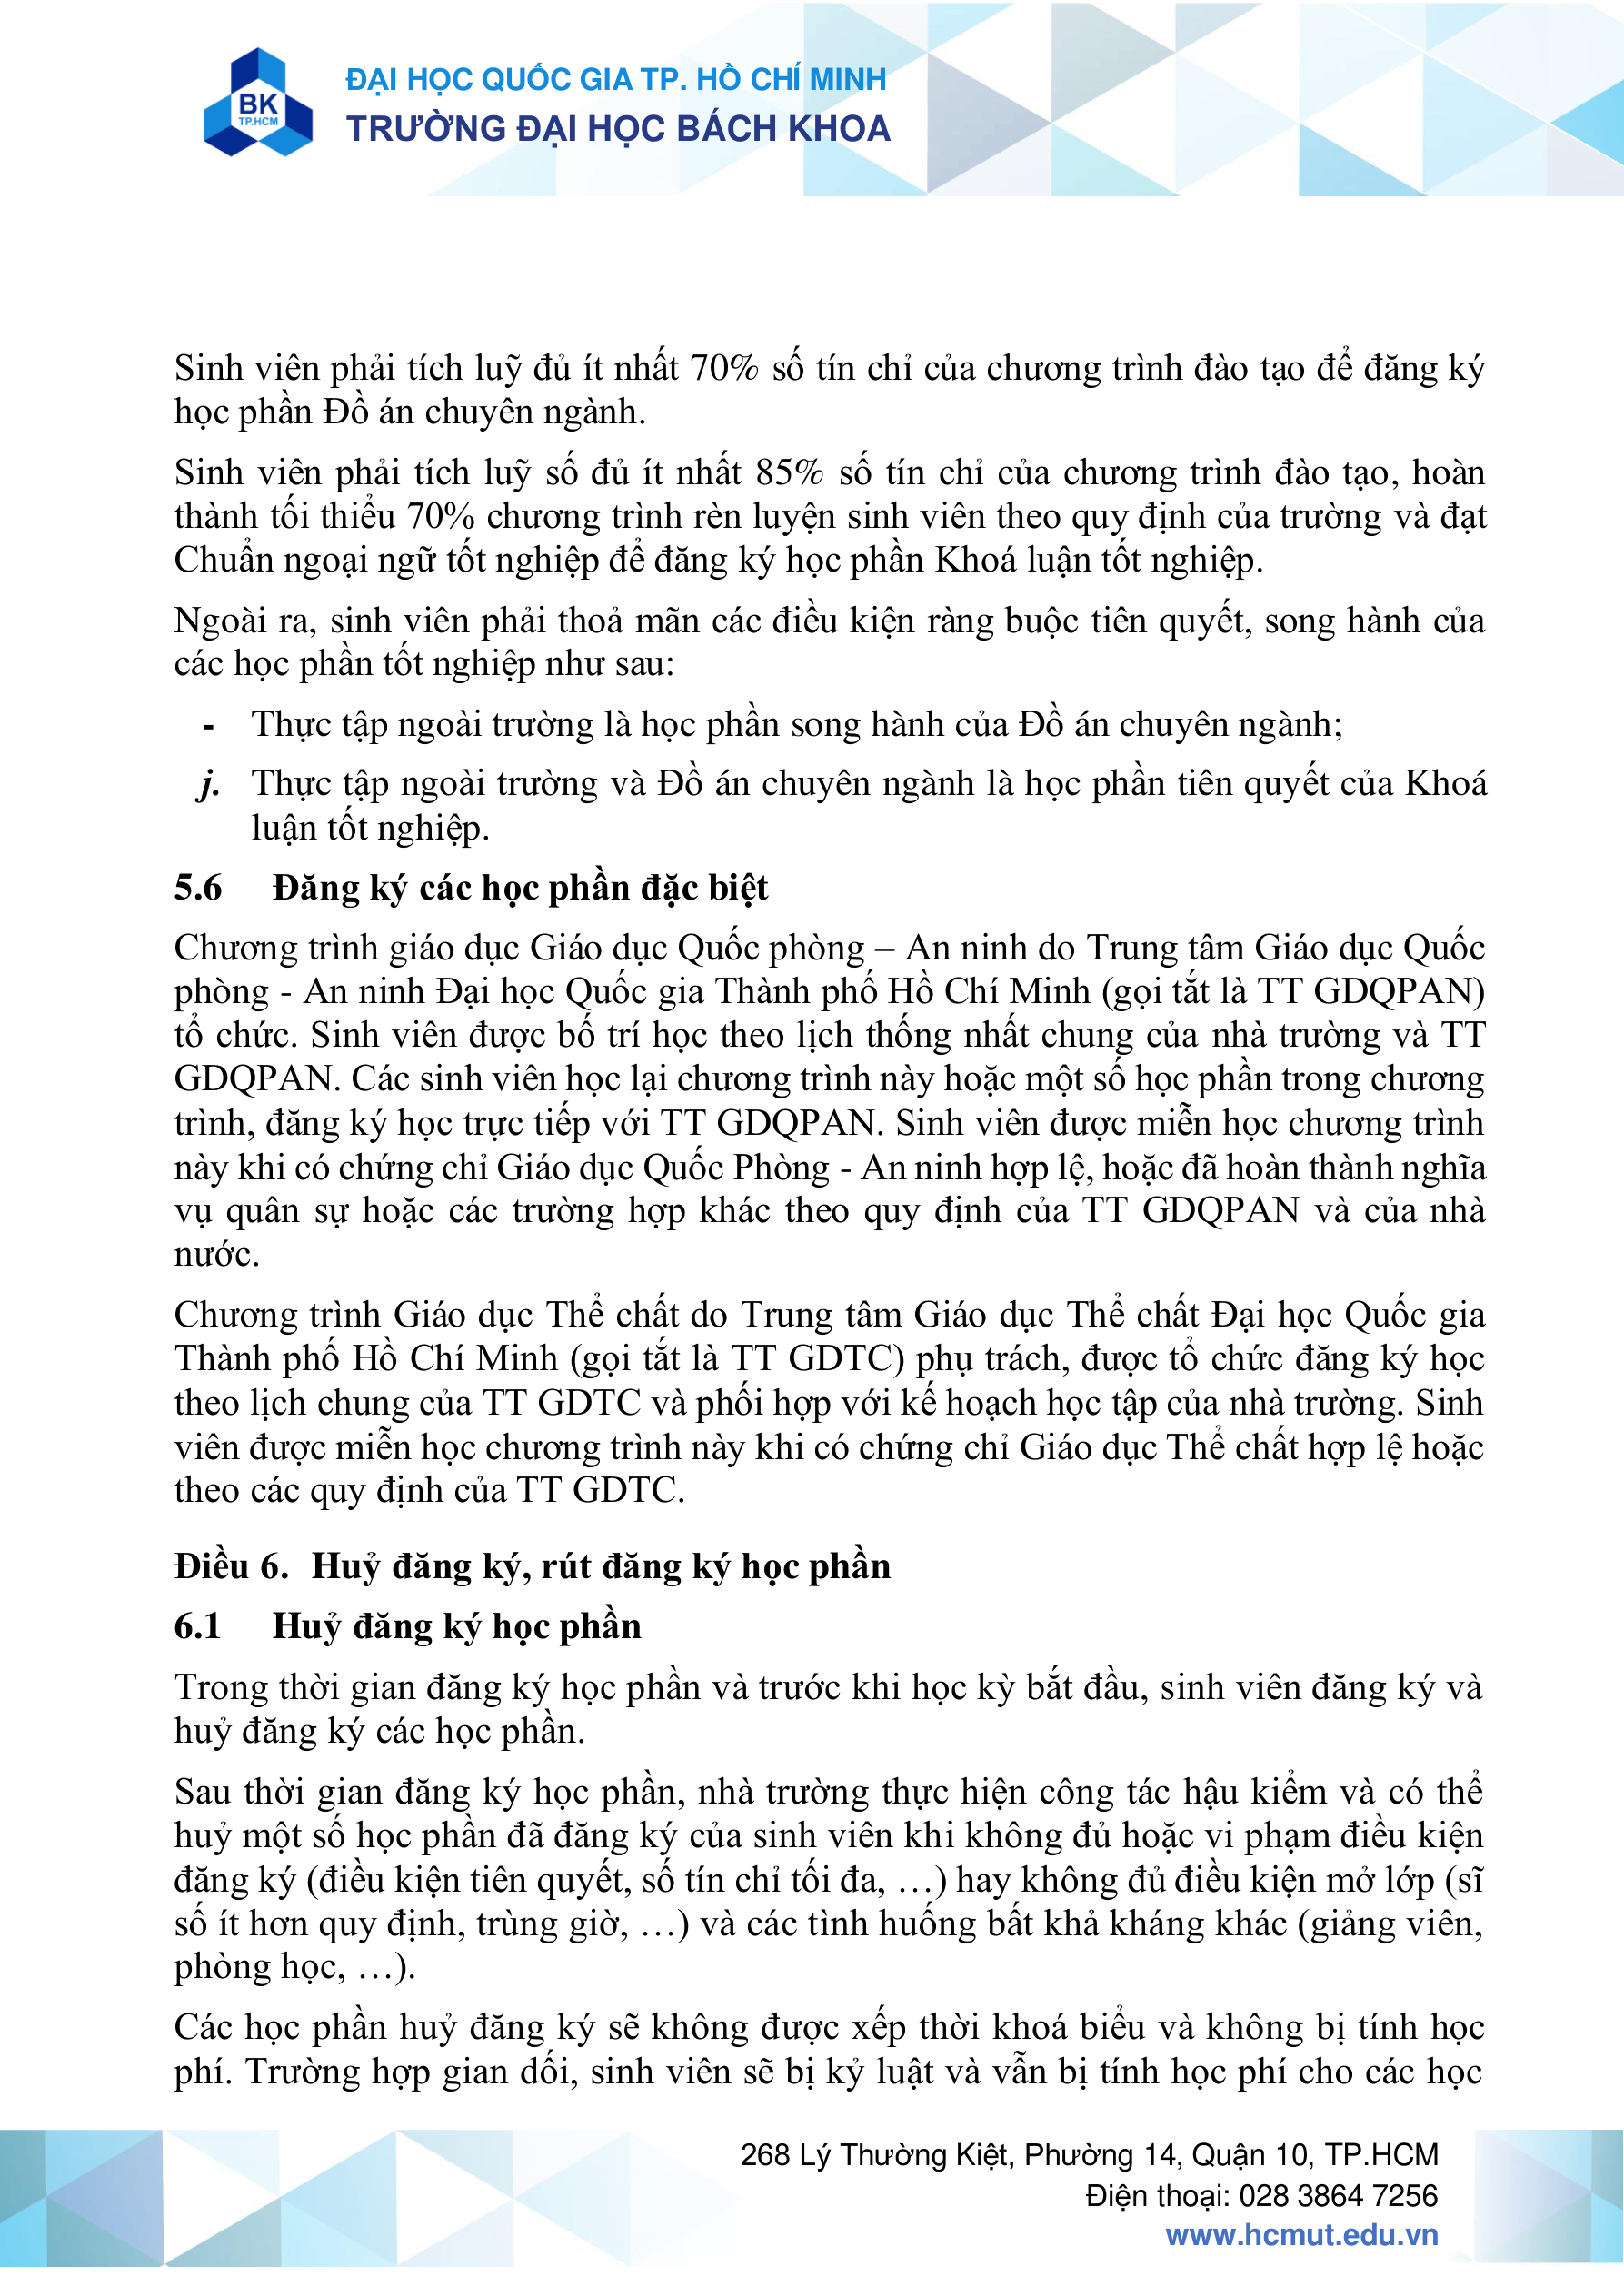 BK
TP.HCM
ĐẠI HỌC QUỐC GIA TP. HỒ CHÍ MINH
TRƯỜNG ĐẠI HỌC BÁCH KHOA
Sinh viên phải tích luỹ đủ ít nhất 70% số tín chỉ của chương trình đào tạo để đăng ký
học phần Đồ án chuyên ngành.
Sinh viên phải tích luỹ số đủ ít nhất 85% số tín chỉ của chương trình đào tạo, hoàn
thành tối thiểu 70% chương trình rèn luyện sinh viên theo quy định của trường và đạt
Chuẩn ngoại ngữ tốt nghiệp để đăng ký học phần Khoá luận tốt nghiệp.
Ngoài ra, sinh viên phải thoả mãn các điều kiện ràng buộc tiên quyết, song hành của
các học phần tốt nghiệp như sau:
- Thực tập ngoài trường là học phần song hành của Đồ án chuyên ngành;
j. Thực tập ngoài trường và Đồ án chuyên ngành là học phần tiên quyết của Khoá
luận tốt nghiệp.
5.6 Đăng ký các học phần đặc biệt
Chương trình giáo dục Giáo dục Quốc phòng – An ninh do Trung tâm Giáo dục Quốc
phòng - An ninh Đại học Quốc gia Thành phố Hồ Chí Minh (gọi tắt là TT GDQPAN)
tổ chức. Sinh viên được bố trí học theo lịch thống nhất chung của nhà trường và TT
GDQPAN. Các sinh viên học lại chương trình này hoặc một số học phần trong chương
trình, đăng ký học trực tiếp với TT GDQPAN. Sinh viên được miễn học chương trình
này khi có chứng chỉ Giáo dục Quốc Phòng - An ninh hợp lệ, hoặc đã hoàn thành nghĩa
vụ quân sự hoặc các trường hợp khác theo quy định của TT GDQPAN và của nhà
nước.
Chương trình Giáo dục Thể chất do Trung tâm Giáo dục Thể chất Đại học Quốc gia
Thành phố Hồ Chí Minh (gọi tắt là TT GDTC) phụ trách, được tổ chức đăng ký học
theo lịch chung của TT GDTC và phối hợp với kế hoạch học tập của nhà trường. Sinh
viên được miễn học chương trình này khi có chứng chỉ Giáo dục Thể chất hợp lệ hoặc
theo các quy định của TT GDTC.
Điều 6. Huỷ đăng ký, rút đăng ký học phần
6.1 Huỷ đăng ký học phần
Trong thời gian đăng ký học phần và trước khi học kỳ bắt đầu, sinh viên đăng ký và
huỷ đăng ký các học phần.
Sau thời gian đăng ký học phần, nhà trường thực hiện công tác hậu kiểm và có thể
huỷ một số học phần đã đăng ký của sinh viên khi không đủ hoặc vi phạm điều kiện
đăng ký (điều kiện tiên quyết, số tín chỉ tối đa, …) hay không đủ điều kiện mở lớp (sĩ
số ít hơn quy định, trùng giờ, …) và các tình huống bất khả kháng khác (giảng viên,
phòng học, …).
Các học phần huỷ đăng ký sẽ không được xếp thời khoá biểu và không bị tính học
phí. Trường hợp gian dối, sinh viên sẽ bị kỷ luật và vẫn bị tính học phí cho các học
268 Lý Thường Kiệt, Phường 14, Quận 10, TP.HCM
Điện thoại: 028 3864 7256
www.hcmut.edu.vn